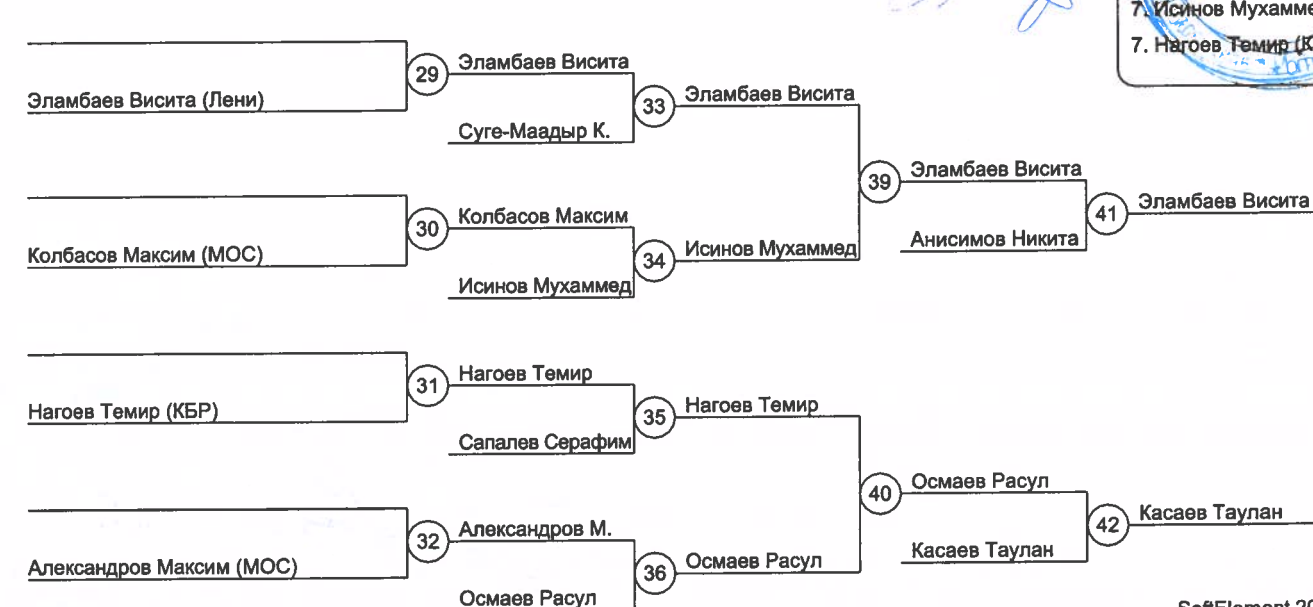 7. Исинов Мухамме
7. Нагоев Темир
Эламбаев Висита (Лени)
29
Эламбаев Висита
Суге-Маадыр К.
33
Эламбаев Висита
Колбасов Максим (МОС)
30
Колбасов Максим
Исинов Мухаммед
34
Исинов Мухаммед
39
Эламбаев Висита
Анисимов Никита
41
Эламбаев Висита
Нагоев Темир (КБР)
31
Нагоев Темир
Сапалев Серафим
35
Нагоев Темир
Александров Максим (МОС)
32
Александров М.
Осмаев Расул
36
Осмаев Расул
40
Осмаев Расул
Касаев Таулан
42
Касаев Таулан
SoftElement 20